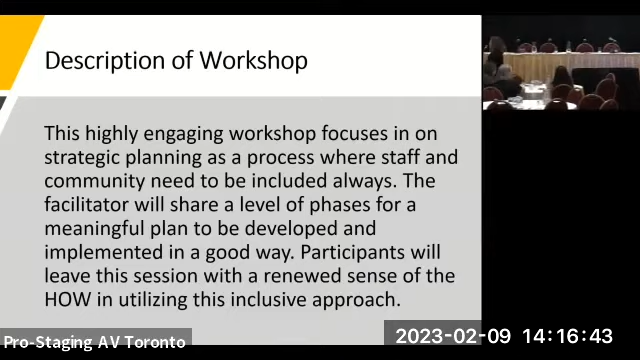 Description of Workshop
This highly engaging workshop focuses in on
strategic planning as a process where staff and
community need to be included always. The
facilitator will share a level of phases for a
meaningful plan to be developed and
implemented in a good way. Participants will
leave this session with a renewed sense of the
HOW in utilizing this inclusive approach.
Pro-Staging AV Toronto
2023-02-09 14:16:43